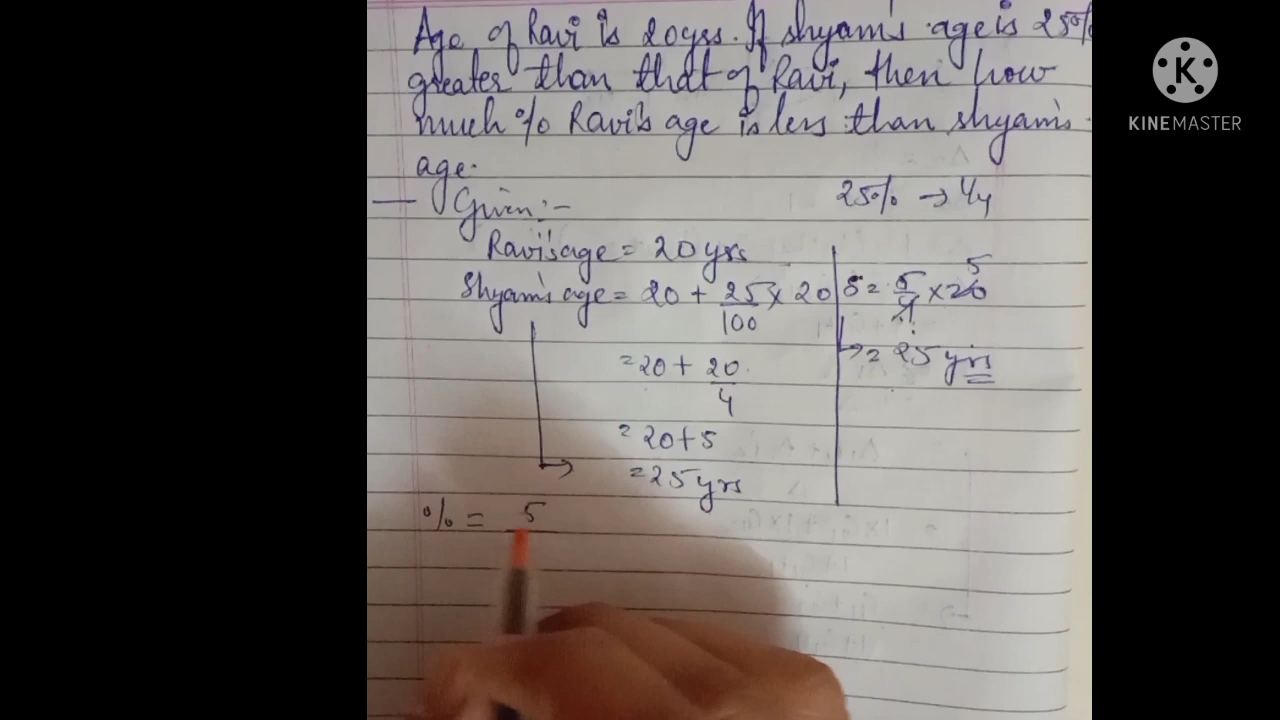 Age of Ravi is 20yrs. If shyam's age is 25%
greater than that of Ravi, then how
much % Ravi's age is less than shyam's
age.
— Given:-
25% → 1/4
Ravi's age = 20 yrs
Shyam's age = 20 + 25/100 × 20
= 20 + 20/4
= 20+5
= 25 yrs
S = 5/4 × 20 5
= 25 yrs
% = 5
K
KINEMASTER